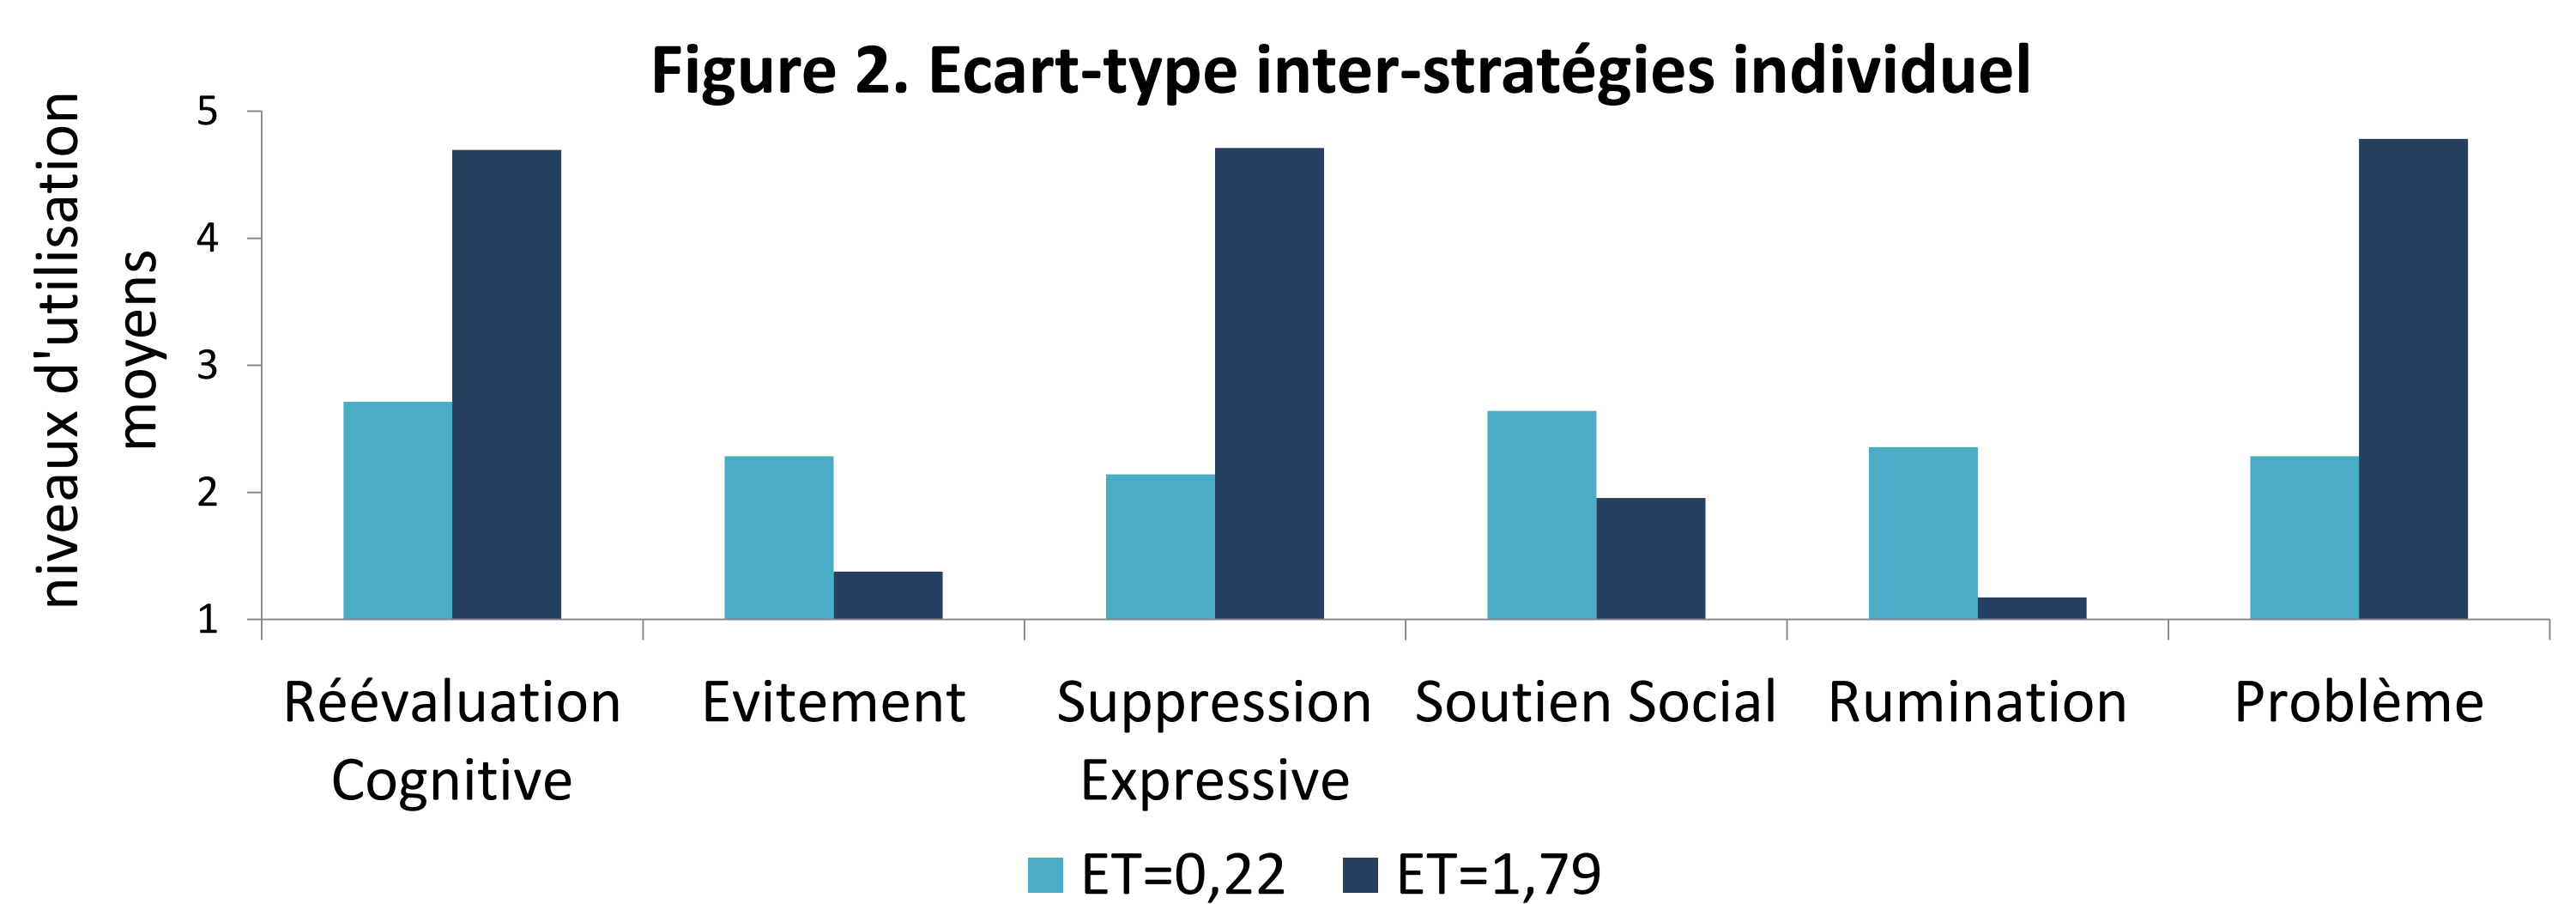 Figure 2. Ecart-type inter-stratégies individuel
niveaux d'utilisation
moyens
5
4
3
2
1
Réévaluation
Cognitive
Evitement
Suppression
Expressive
Soutien Social
Rumination
Problème
ET=0,22
ET=1,79